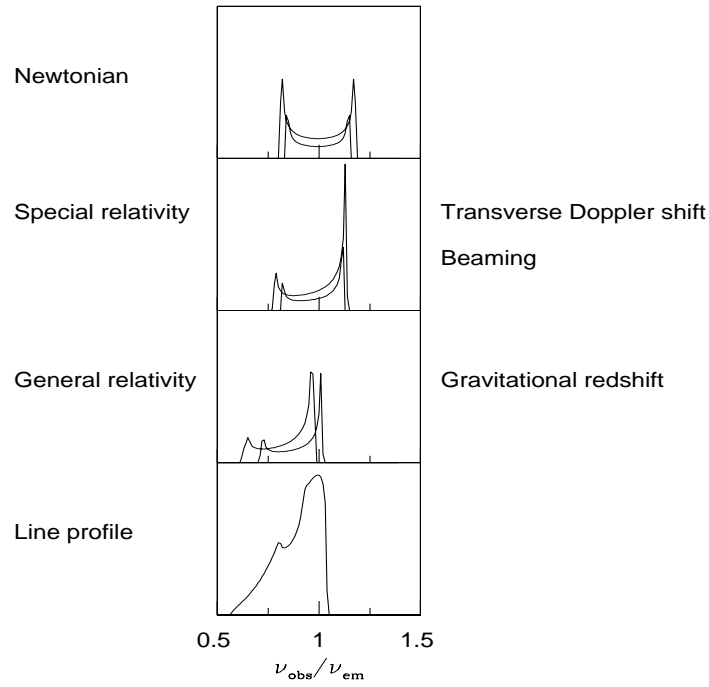 Newtonian
Special relativity
Transverse Doppler shift
Beaming
General relativity
Gravitational redshift
Line profile
0.5 1 1.5
ν_obs/ν_em